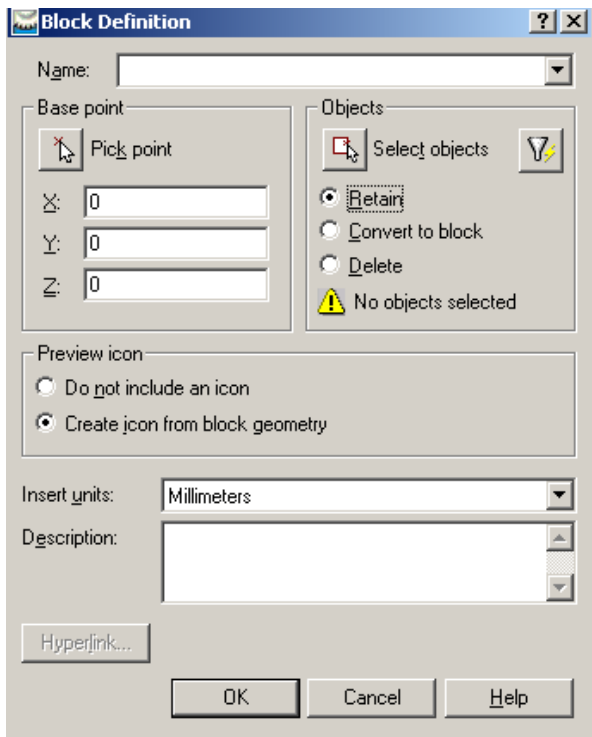 Block Definition
Name:
Base point
Pick point
X: 0
Y: 0
Z: 0
Objects
Select objects
Retain
Convert to block
Delete
No objects selected
Preview icon
Do not include an icon
Create icon from block geometry
Insert units: Millimeters
Description:
Hyperlink...
OK Cancel Help